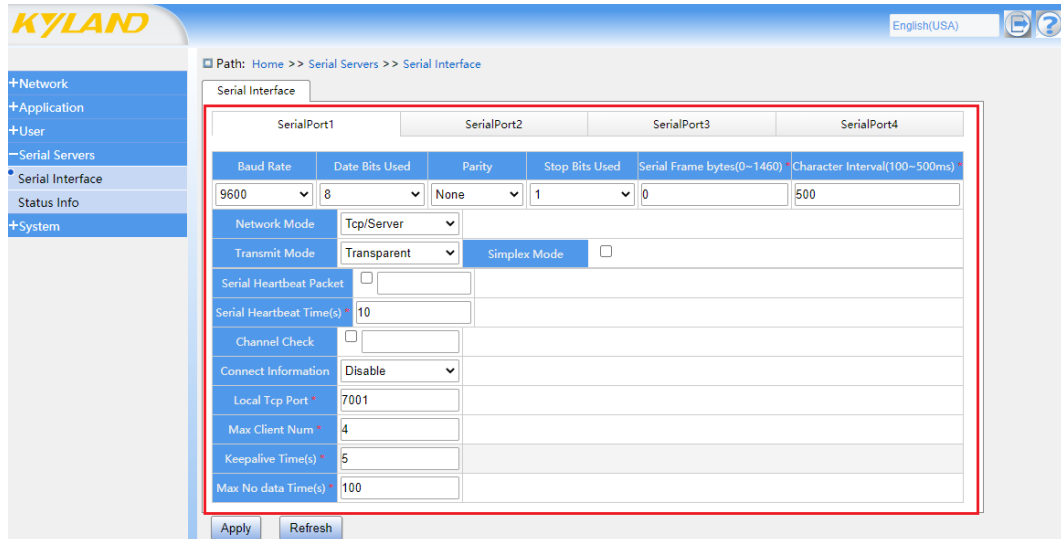 KYLAND
English(USA)
Path: Home >> Serial Servers >> Serial Interface
+Network
+Application
+User
−Serial Servers
Serial Interface
Status Info
+System
Serial Interface
SerialPort1 SerialPort2 SerialPort3 SerialPort4
Baud Rate Date Bits Used Parity Stop Bits Used Serial Frame bytes(0~1460) * Character Interval(100~500ms) *
9600 8 None 1 0 500
Network Mode Tcp/Server
Transmit Mode Transparent Simplex Mode
Serial Heartbeat Packet
Serial Heartbeat Time(s) * 10
Channel Check
Connect Information Disable
Local Tcp Port * 7001
Max Client Num * 4
Keepalive Time(s) * 5
Max No data Time(s) * 100
Apply Refresh